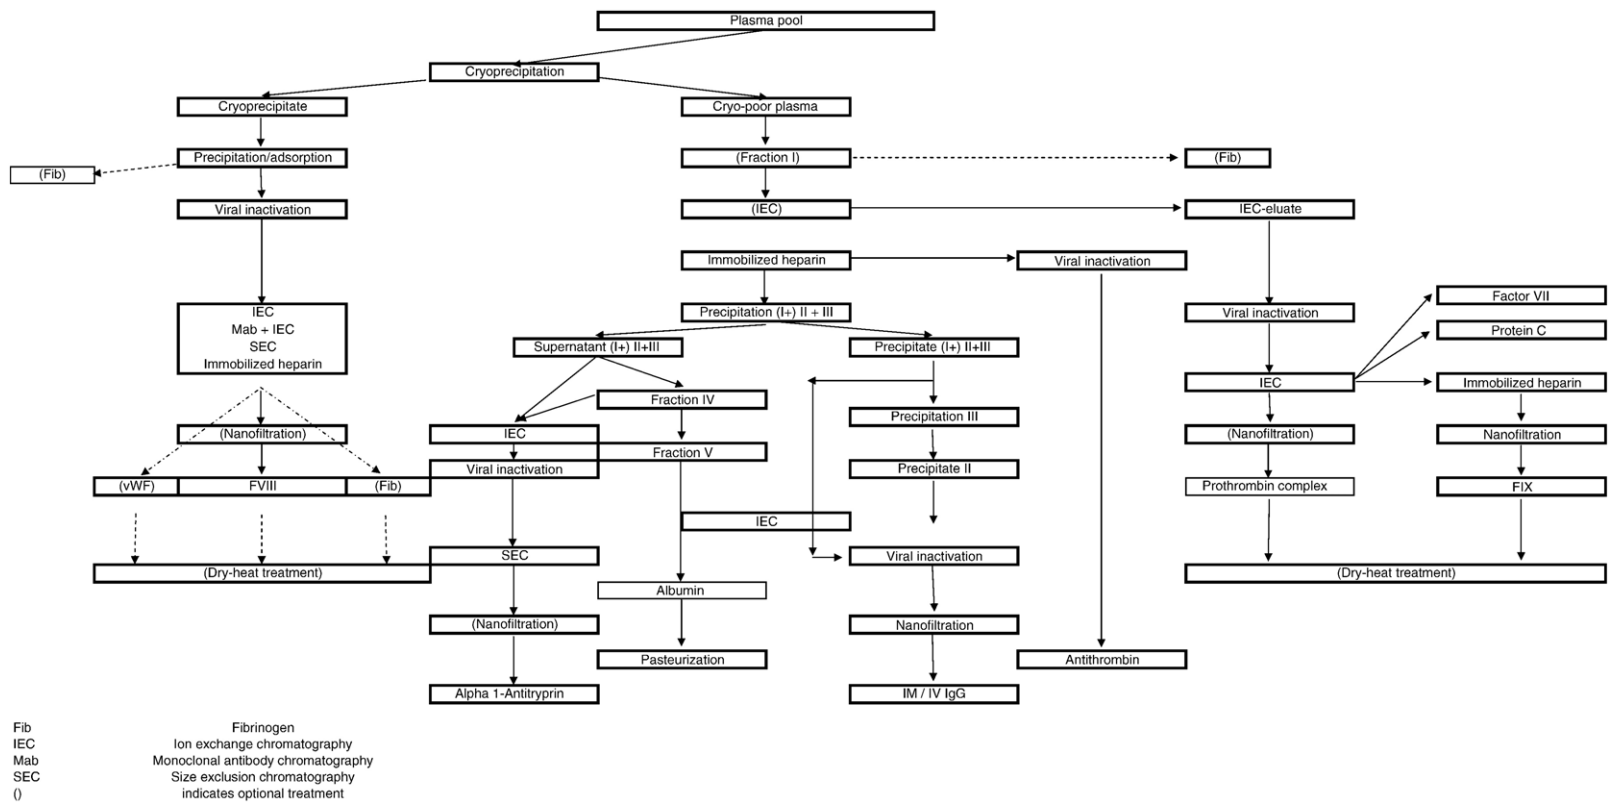 Plasma pool
Cryoprecipitation
Cryoprecipitate
Cryo-poor plasma
Precipitation/adsorption
(Fraction I)
(Fib)
(Fib)
Viral inactivation
(IEC)
IEC-eluate
Immobilized heparin
Viral inactivation
Factor VII
IEC
Mab + IEC
SEC
Immobilized heparin
Precipitation (I+) II + III
Viral inactivation
Protein C
Supernatant (I+) II+III
Precipitate (I+) II+III
IEC
Immobilized heparin
Fraction IV
Precipitation III
(Nanofiltration)
IEC
(Nanofiltration)
Nanofiltration
Fraction V
Viral inactivation
Precipitate II
(vWF)
FVIII
(Fib)
Prothrombin complex
FIX
IEC
SEC
Viral inactivation
(Dry-heat treatment)
(Dry-heat treatment)
Albumin
(Nanofiltration)
Nanofiltration
Pasteurization
Antithrombin
Alpha 1-Antitryprin
IM / IV IgG
Fib Fibrinogen
IEC Ion exchange chromatography
Mab Monoclonal antibody chromatography
SEC Size exclusion chromatography
() indicates optional treatment